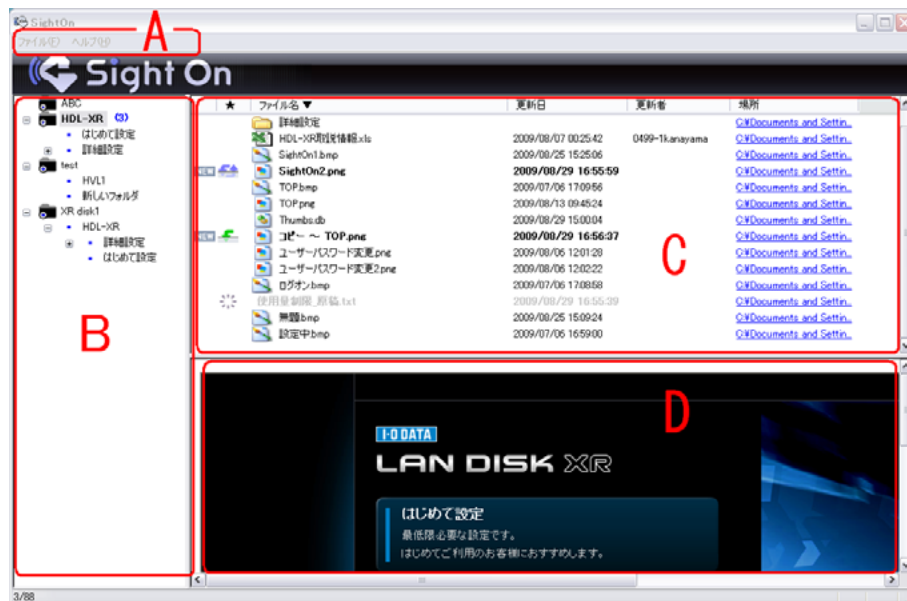 SightOn
ファイル(F) ヘルプ(H)
A
Sight On
ABC
HDL-XR (3)
はじめて設定
詳細設定
test
HVL1
新しいフォルダ
XR disk1
HDL-XR
詳細設定
はじめて設定
B
★ ファイル名▼ 更新日 更新者 場所
詳細設定 C:¥Documents and Settin...
HDL-XR取説情報.xls 2009/08/07 00:25:42 0499-1kanayama C:¥Documents and Settin...
SightOn1.bmp 2009/08/25 15:25:06 C:¥Documents and Settin...
NEW SightOn2.png 2009/08/29 16:55:59 C:¥Documents and Settin...
TOP.bmp 2009/07/06 17:09:56 C:¥Documents and Settin...
TOP.png 2009/08/13 09:45:24 C:¥Documents and Settin...
Thumbs.db 2009/08/29 15:00:04 C:¥Documents and Settin...
NEW コピー ~ TOP.png 2009/08/29 16:56:37 C:¥Documents and Settin...
ユーザーパスワード変更.png 2009/08/06 12:01:28 C:¥Documents and Settin...
ユーザーパスワード変更2.png 2009/08/06 12:02:22 C:¥Documents and Settin...
ログオン.bmp 2009/07/06 17:08:58 C:¥Documents and Settin...
使用量制限_原稿.txt 2009/08/29 16:55:39 C:¥Documents and Settin...
無題.bmp 2009/08/25 15:09:24 C:¥Documents and Settin...
設定中.bmp 2009/07/06 16:59:00 C:¥Documents and Settin...
C
D
I-O DATA
LAN DISK XR
はじめて設定
最低限必要な設定です。
はじめてご利用のお客様におすすめします。
3/88